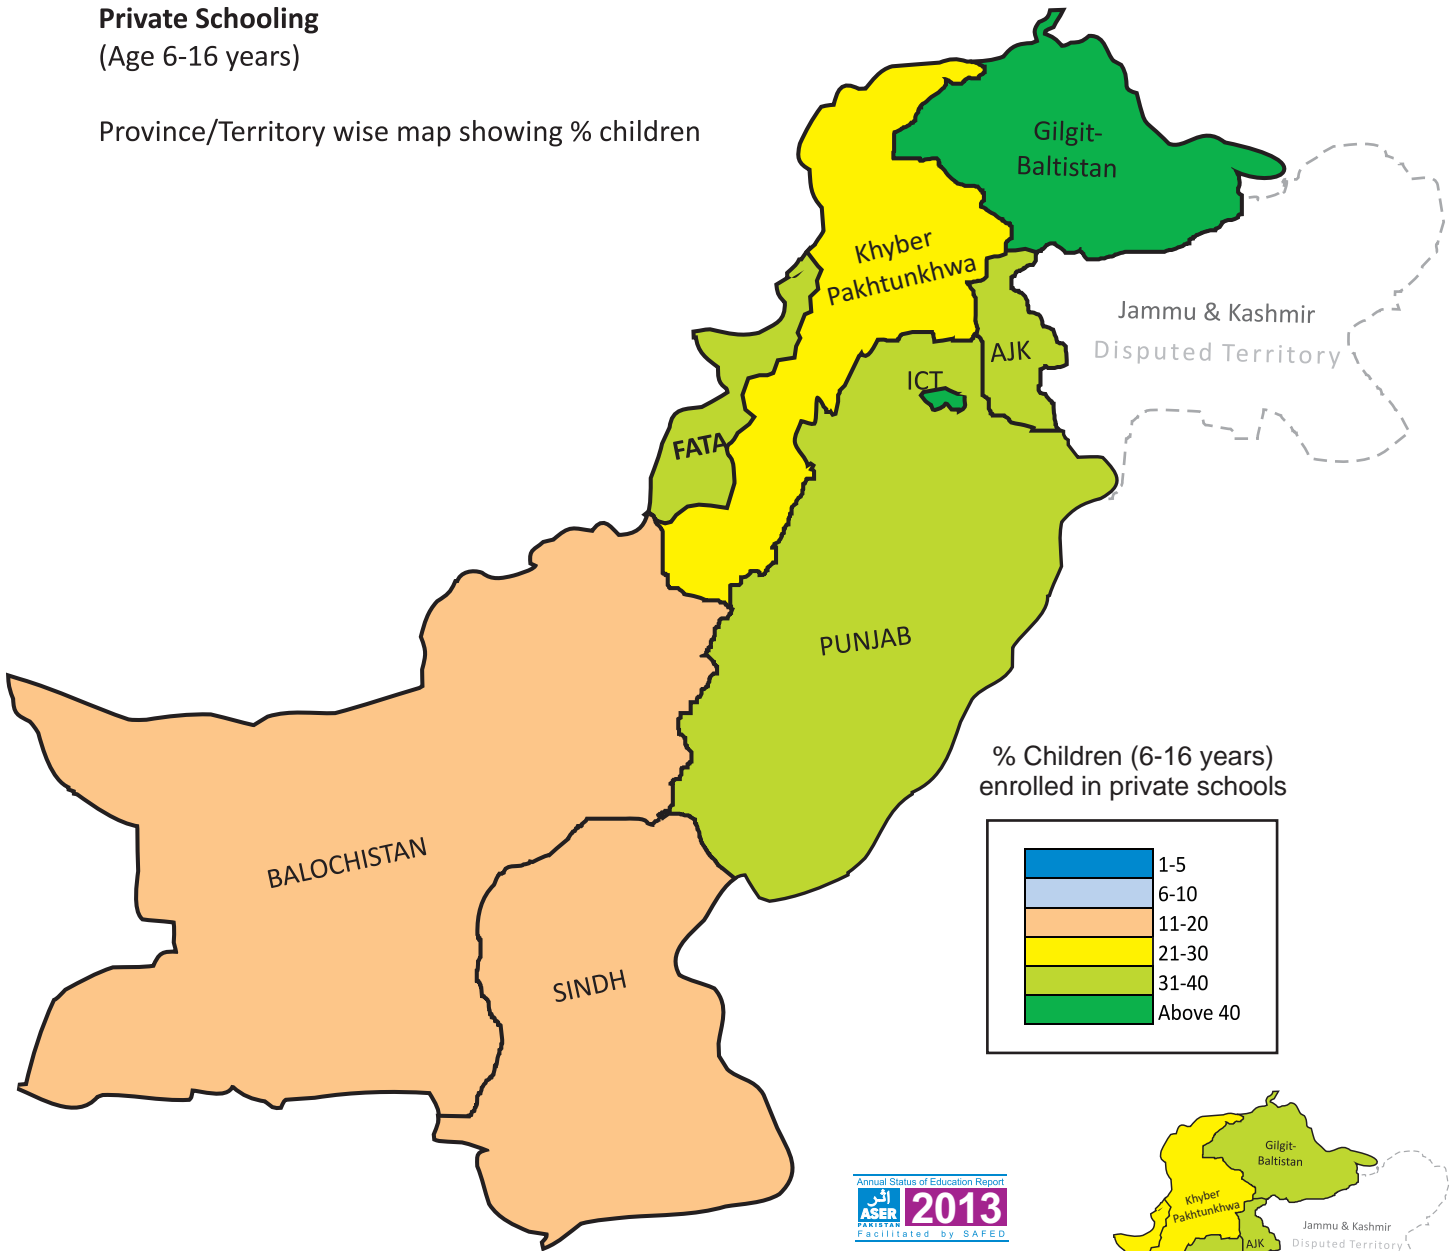 Private Schooling
(Age 6-16 years)
Province/Territory wise map showing % children
Gilgit-
Baltistan
Khyber
Pakhtunkhwa
Jammu & Kashmir
Disputed Territory
AJK
ICT
FATA
PUNJAB
BALOCHISTAN
SINDH
% Children (6-16 years)
enrolled in private schools
1-5
6-10
11-20
21-30
31-40
Above 40
Annual Status of Education Report
اثر
ASER
PAKISTAN
2013
Facilitated by SAFED
Gilgit-
Baltistan
Khyber
Pakhtunkhwa
Jammu & Kashmir
Disputed Territory
AJK